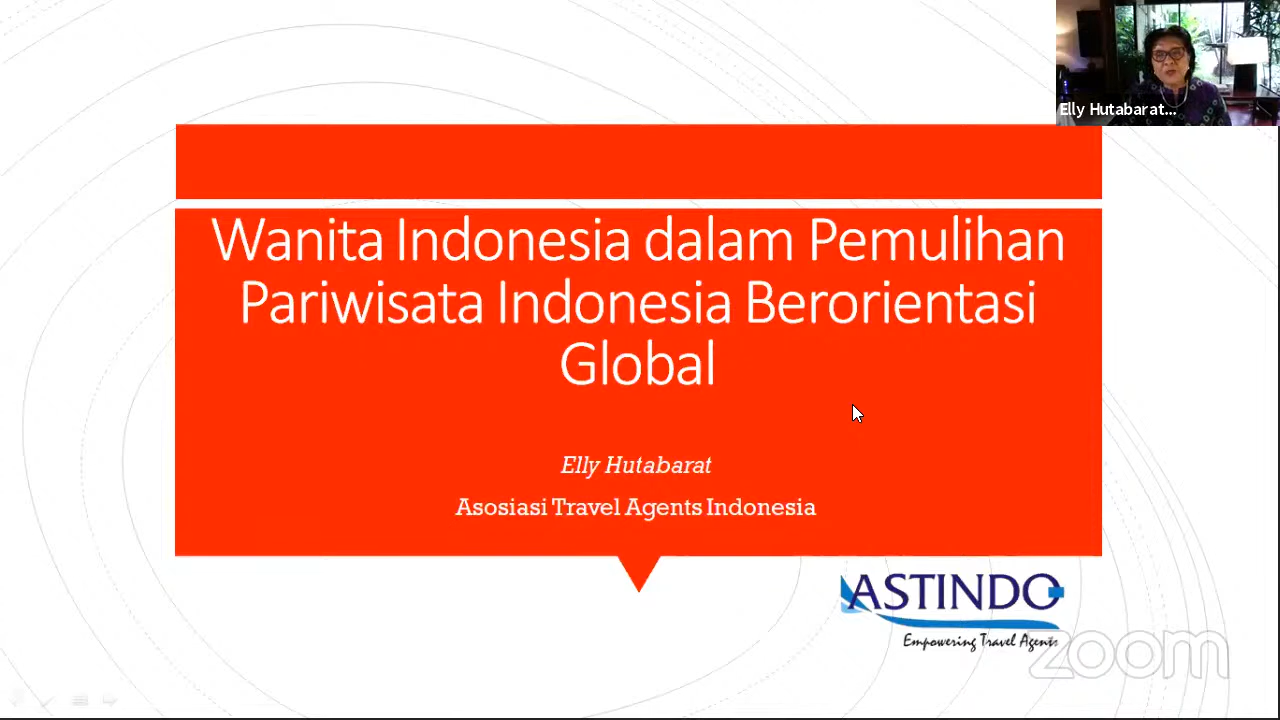 Elly Hutabarat...
Wanita Indonesia dalam Pemulihan
Pariwisata Indonesia Berorientasi
Global
Elly Hutabarat
Asosiasi Travel Agents Indonesia
ASTINDO
Empowering Travel Agents
zoom